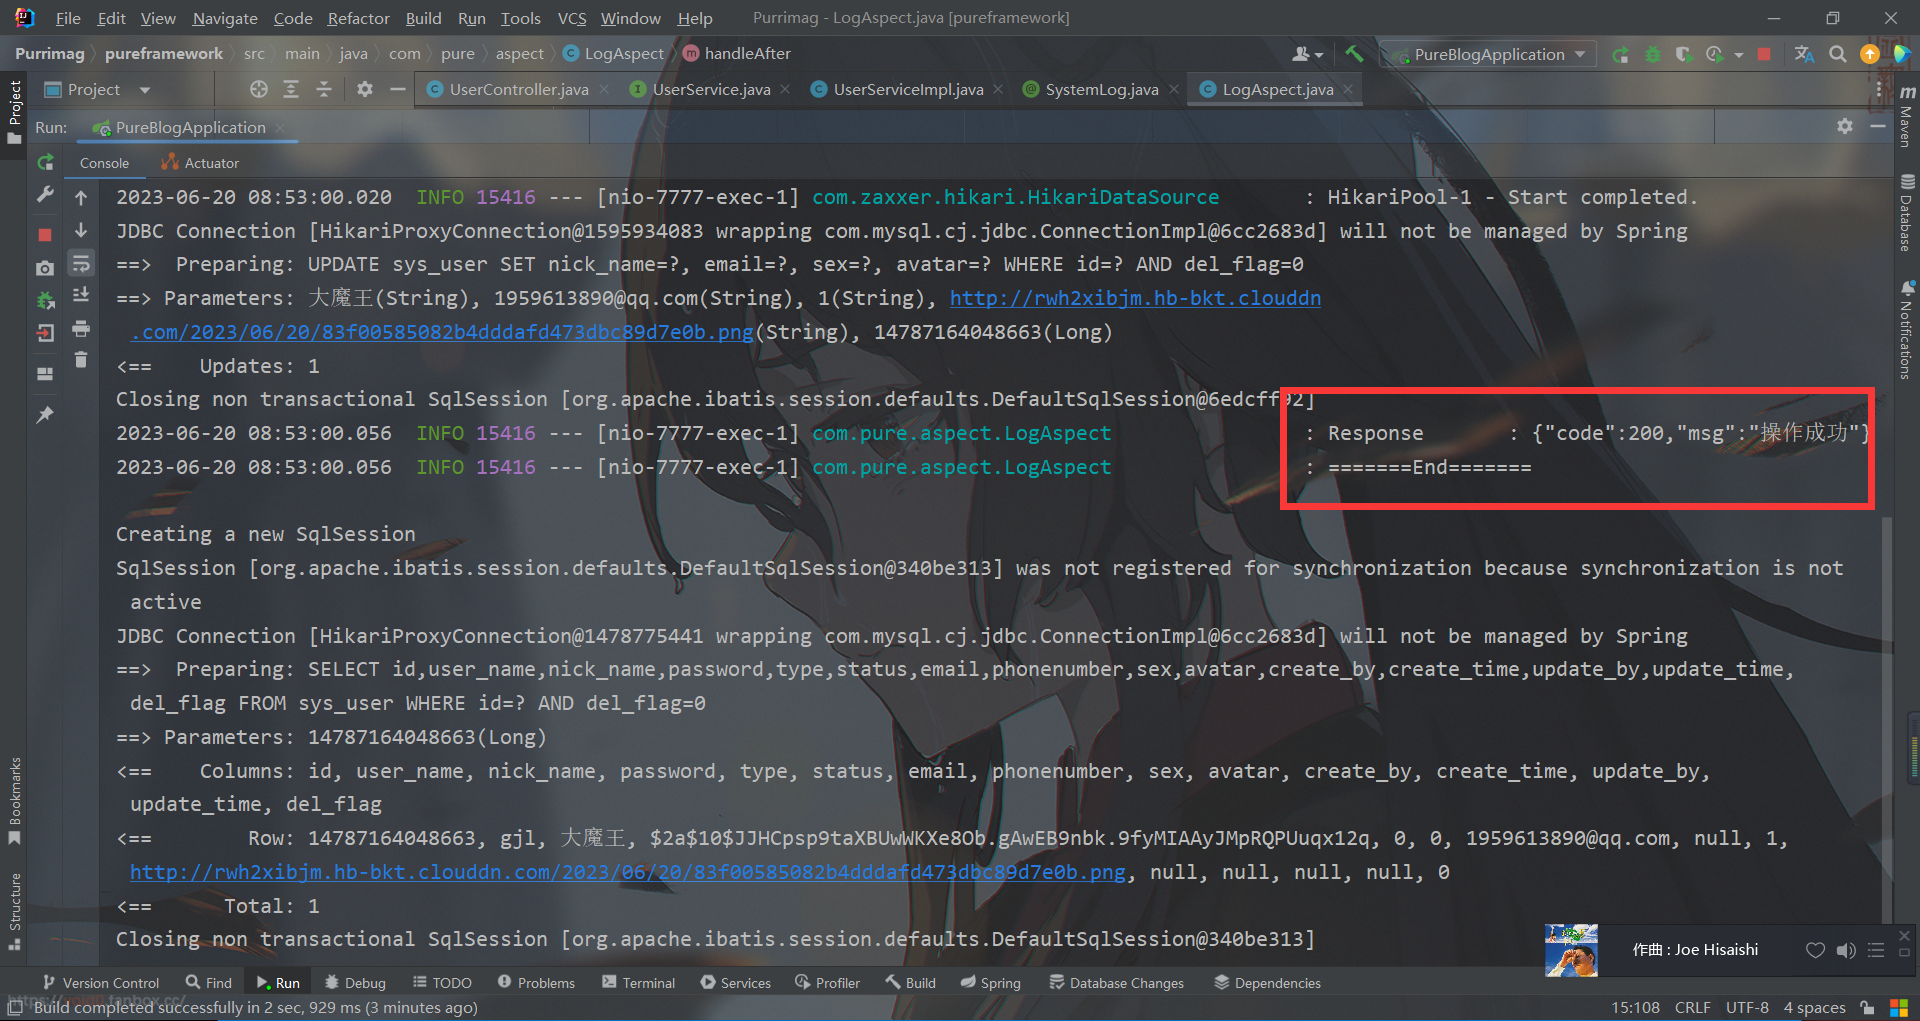 File Edit View Navigate Code Refactor Build Run Tools VCS Window Help Purrimag - LogAspect.java [pureframework]
Purrimag pureframework src main java com pure aspect LogAspect handleAfter PureBlogApplication
Project UserController.java UserService.java UserServiceImpl.java SystemLog.java LogAspect.java
Run: PureBlogApplication
Console Actuator
2023-06-20 08:53:00.020 INFO 15416 --- [nio-7777-exec-1] com.zaxxer.hikari.HikariDataSource : HikariPool-1 - Start completed.
JDBC Connection [HikariProxyConnection@1595934083 wrapping com.mysql.cj.jdbc.ConnectionImpl@6cc2683d] will not be managed by Spring
==> Preparing: UPDATE sys_user SET nick_name=?, email=?, sex=?, avatar=? WHERE id=? AND del_flag=0
==> Parameters: 大魔王(String), 1959613890@qq.com(String), 1(String), http://rwh2xibjm.hb-bkt.clouddn
.com/2023/06/20/83f00585082b4dddafd473dbc89d7e0b.png(String), 14787164048663(Long)
<== Updates: 1
Closing non transactional SqlSession [org.apache.ibatis.session.defaults.DefaultSqlSession@6edcff92]
2023-06-20 08:53:00.056 INFO 15416 --- [nio-7777-exec-1] com.pure.aspect.LogAspect : Response : {"code":200,"msg":"操作成功"}
2023-06-20 08:53:00.056 INFO 15416 --- [nio-7777-exec-1] com.pure.aspect.LogAspect : =======End=======
Creating a new SqlSession
SqlSession [org.apache.ibatis.session.defaults.DefaultSqlSession@340be313] was not registered for synchronization because synchronization is not
active
JDBC Connection [HikariProxyConnection@1478775441 wrapping com.mysql.cj.jdbc.ConnectionImpl@6cc2683d] will not be managed by Spring
==> Preparing: SELECT id,user_name,nick_name,password,type,status,email,phonenumber,sex,avatar,create_by,create_time,update_by,update_time,
del_flag FROM sys_user WHERE id=? AND del_flag=0
==> Parameters: 14787164048663(Long)
<== Columns: id, user_name, nick_name, password, type, status, email, phonenumber, sex, avatar, create_by, create_time, update_by,
update_time, del_flag
<== Row: 14787164048663, gjl, 大魔王, $2a$10$JJHCpsp9taXBUwWKXe8Ob.gAwEB9nbk.9fyMIAAyJMpRQPUuqx12q, 0, 0, 1959613890@qq.com, null, 1,
http://rwh2xibjm.hb-bkt.clouddn.com/2023/06/20/83f00585082b4dddafd473dbc89d7e0b.png, null, null, null, null, 0
<== Total: 1
Closing non transactional SqlSession [org.apache.ibatis.session.defaults.DefaultSqlSession@340be313]
作曲 : Joe Hisaishi
Project
Bookmarks
Structure
Maven
Database
Notifications
Version Control Find Run Debug TODO Problems Terminal Services Profiler Build Spring Database Changes Dependencies
Build completed successfully in 2 sec, 929 ms (3 minutes ago) 15:108 CRLF UTF-8 4 spaces